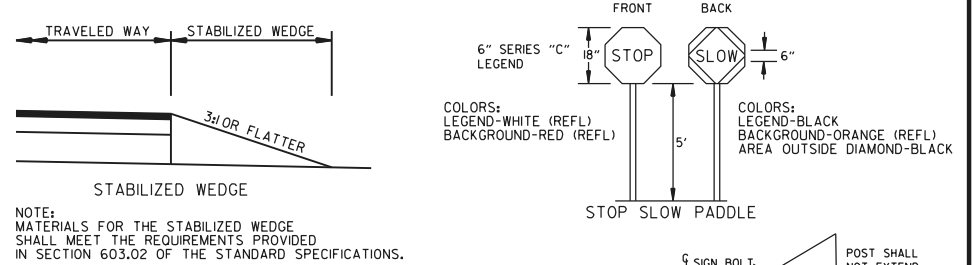 TRAVELED WAY
STABILIZED WEDGE
3:1 OR FLATTER
STABILIZED WEDGE
NOTE:
MATERIALS FOR THE STABILIZED WEDGE
SHALL MEET THE REQUIREMENTS PROVIDED
IN SECTION 603.02 OF THE STANDARD SPECIFICATIONS.
FRONT
BACK
6" SERIES "C"
LEGEND
18"
STOP
SLOW
6"
COLORS:
LEGEND-WHITE (REFL)
BACKGROUND-RED (REFL)
5'
COLORS:
LEGEND-BLACK
BACKGROUND-ORANGE (REFL)
AREA OUTSIDE DIAMOND-BLACK
STOP SLOW PADDLE
℄ SIGN BOLT
POST SHALL
NOT EXTEND